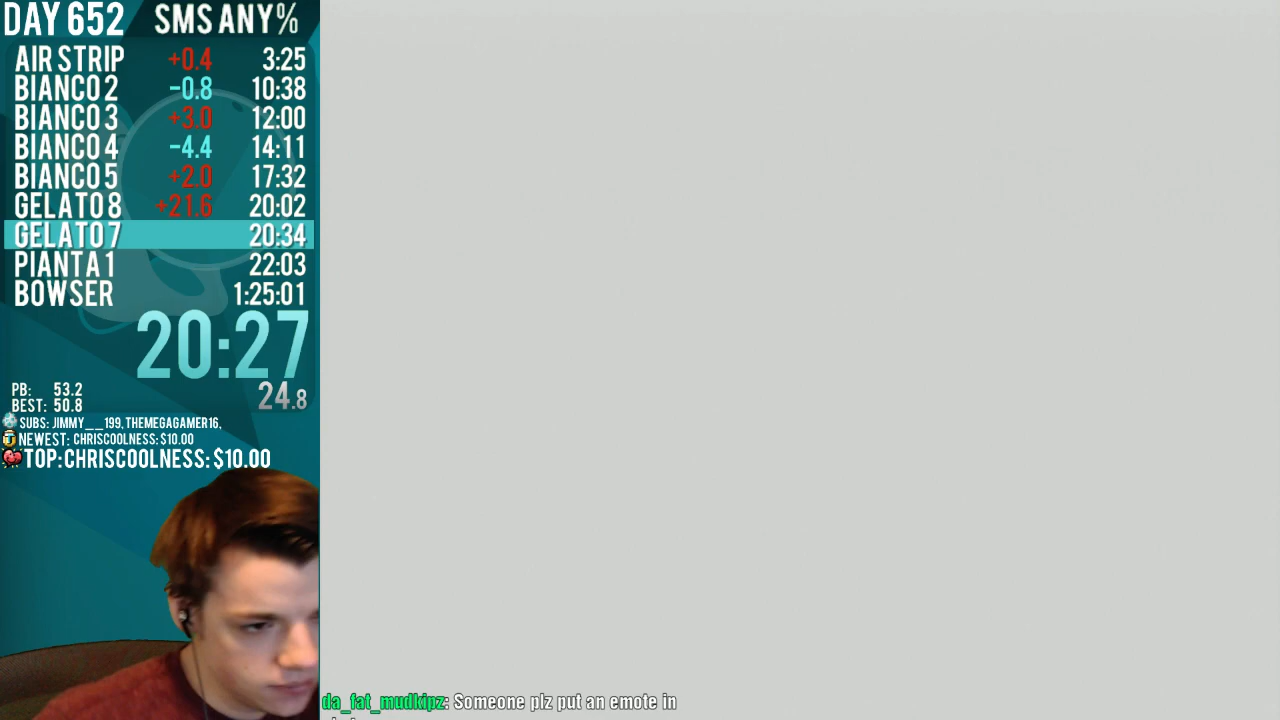 DAY 652 SMS ANY%
AIR STRIP +0.4 3:25
BIANCO 2 -0.8 10:38
BIANCO 3 +3.0 12:00
BIANCO 4 -4.4 14:11
BIANCO 5 +2.0 17:32
GELATO 8 +21.6 20:02
GELATO 7 20:34
PIANTA 1 22:03
BOWSER 1:25:01
20:27
PB: 53.2 24.8
BEST: 50.8
SUBS: JIMMY__199, THEMEGAGAMER16,
NEWEST: CHRISCOOLNESS: $10.00
TOP: CHRISCOOLNESS: $10.00
da_fat_mudkipz: Someone plz put an emote in